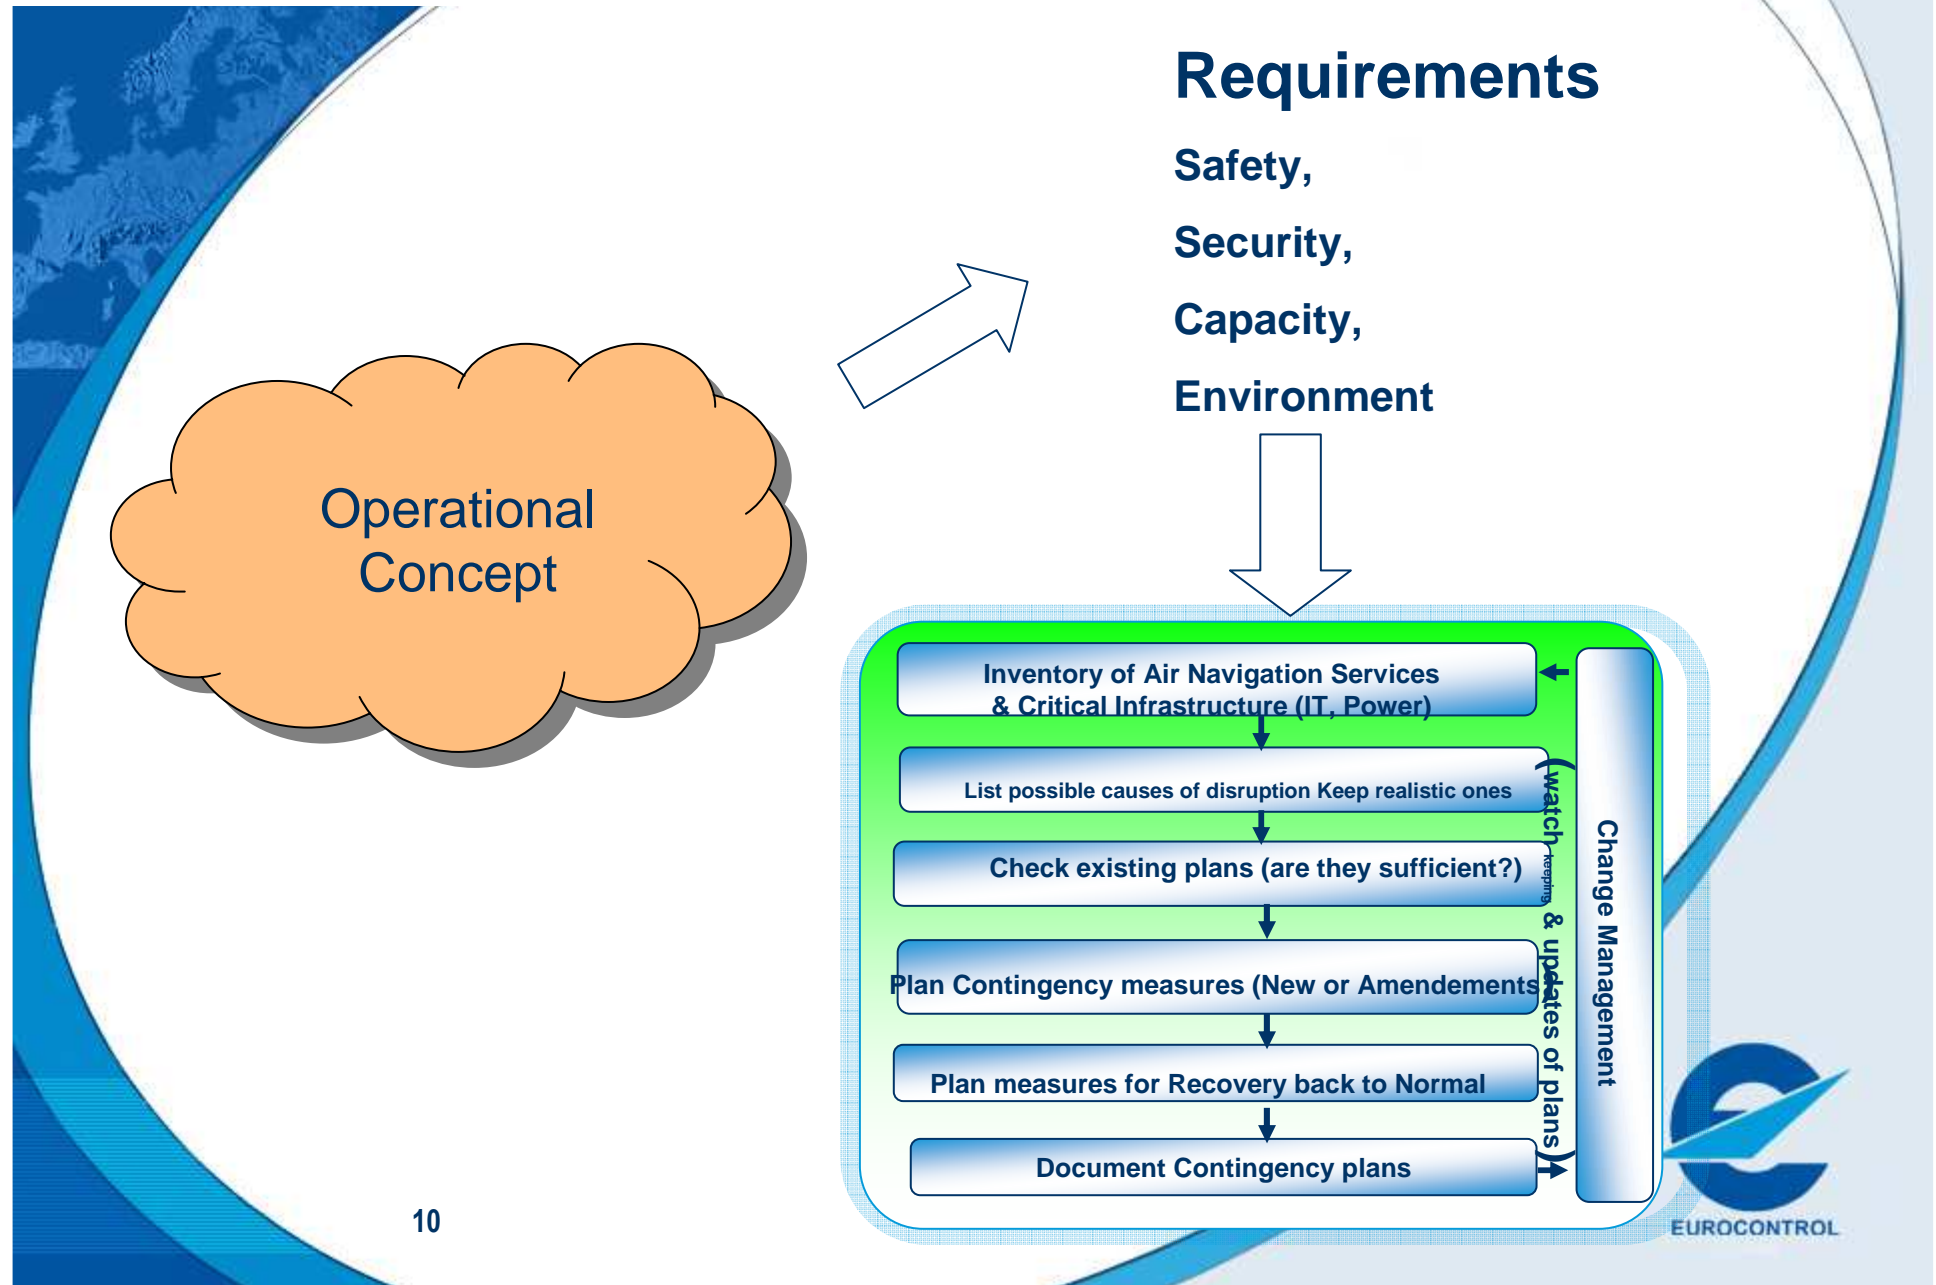 Requirements
Safety,
Security,
Capacity,
Environment
Operational
Concept
Inventory of Air Navigation Services
& Critical Infrastructure (IT, Power)
List possible causes of disruption Keep realistic ones
Check existing plans (are they sufficient?)
Plan Contingency measures (New or Amendements)
Plan measures for Recovery back to Normal
Document Contingency plans
Change Management
(watch keeping & updates of plans)
10
EUROCONTROL